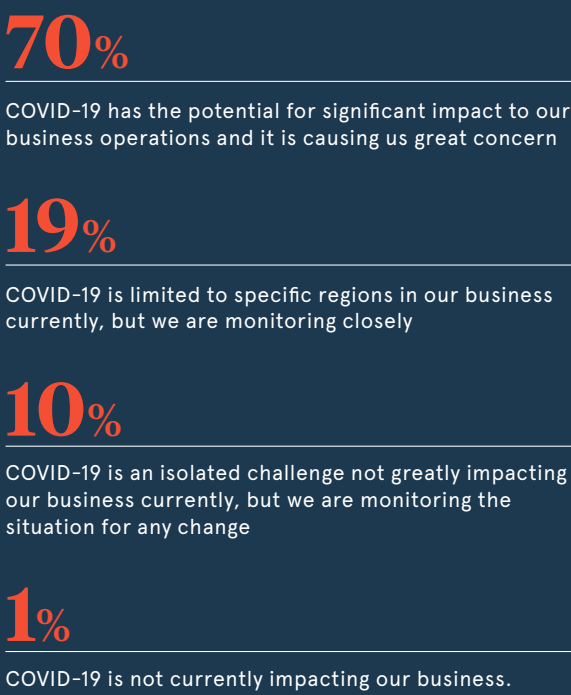 70%
COVID-19 has the potential for significant impact to our
business operations and it is causing us great concern
19%
COVID-19 is limited to specific regions in our business
currently, but we are monitoring closely
10%
COVID-19 is an isolated challenge not greatly impacting
our business currently, but we are monitoring the
situation for any change
1%
COVID-19 is not currently impacting our business.